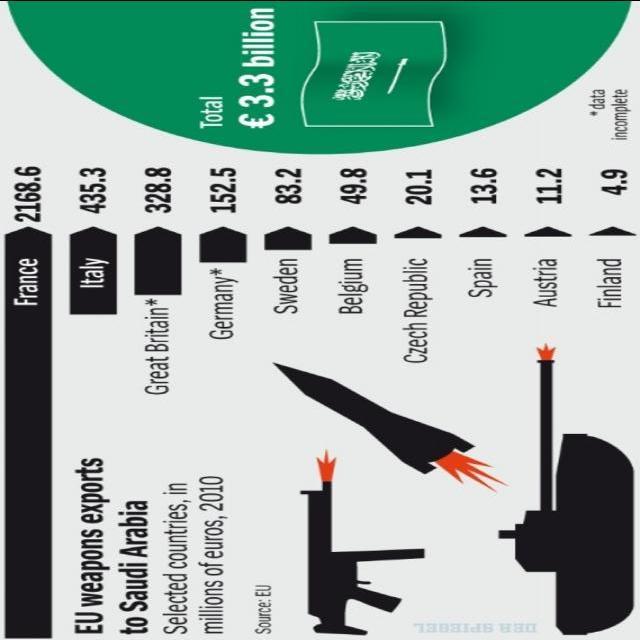 EU weapons exports
to Saudi Arabia
Selected countries, in
millions of euros, 2010
Source: EU
France 2168.6
Italy 435.3
Great Britain* 328.8
Germany* 152.5
Sweden 83.2
Belgium 49.8
Czech Republic 20.1
Spain 13.6
Austria 11.2
Finland 4.9
Total
€ 3.3 billion
*data
incomplete
DER SPIEGEL